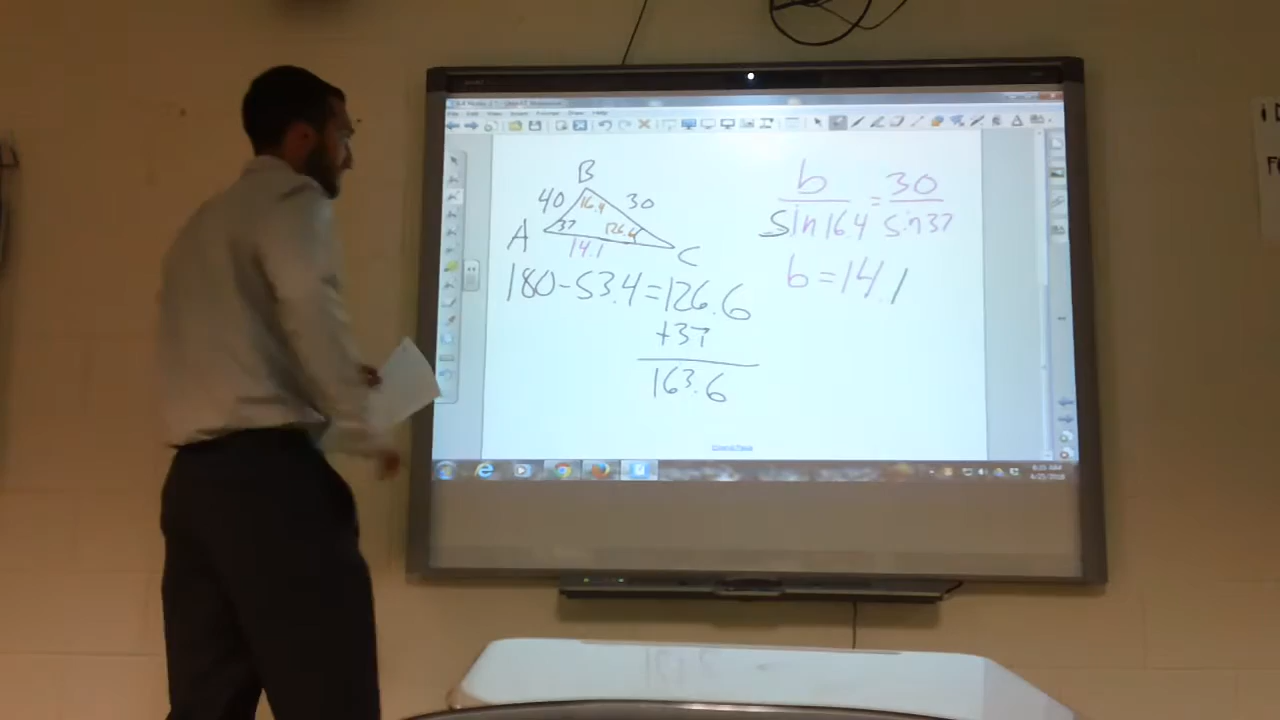 B
40 16.4 30
A 37 126.6
14.1 C
180-53.4=126.6
+37
163.6
b = 30
sin 16.4 sin 37
b = 14.1